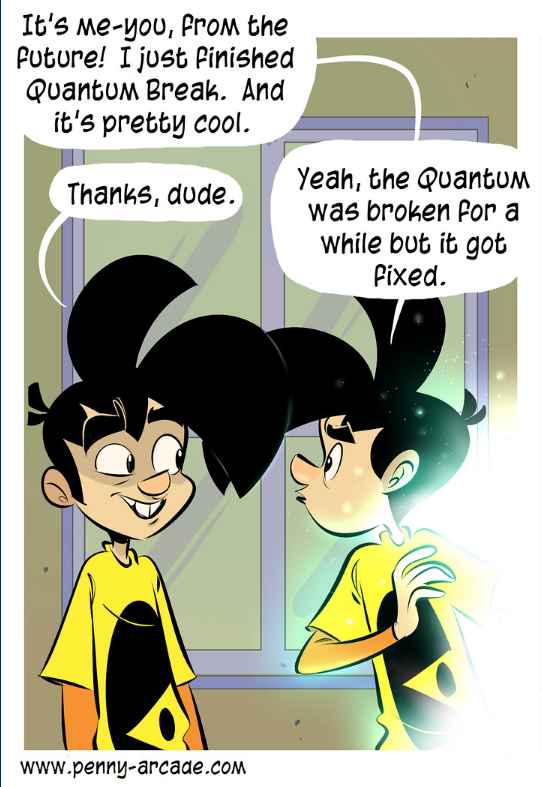 It's me-you, from the
future! I just finished
Quantum Break. And
it's pretty cool.
Thanks, dude.
Yeah, the Quantum
was broken for a
while but it got
fixed.
www.penny-arcade.com